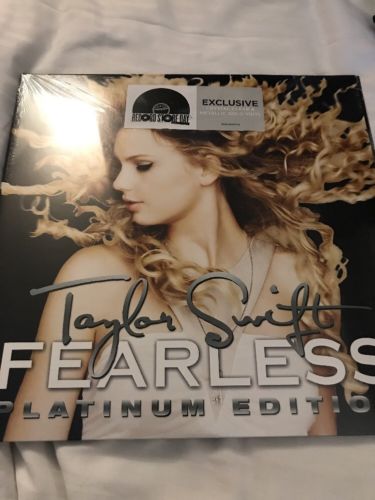 RECORD STORE DAY
EXCLUSIVE
Taylor Swift
FEARLESS
PLATINUM EDITIO